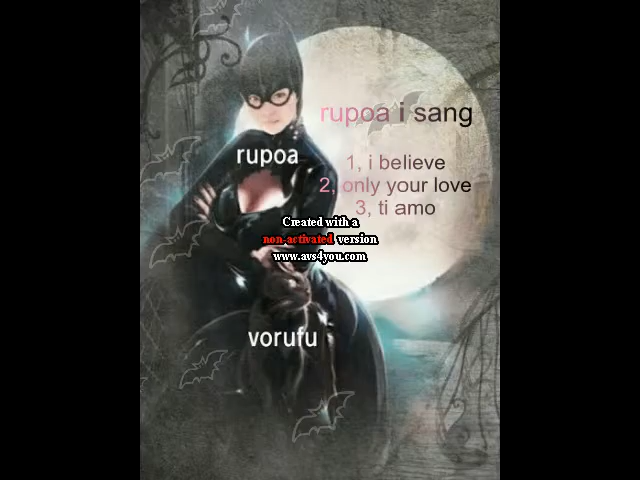 rupoa i sang
rupoa
1, i believe
2, only your love
3, ti amo
Created with a
non-activated version
www.avs4you.com
vorufu